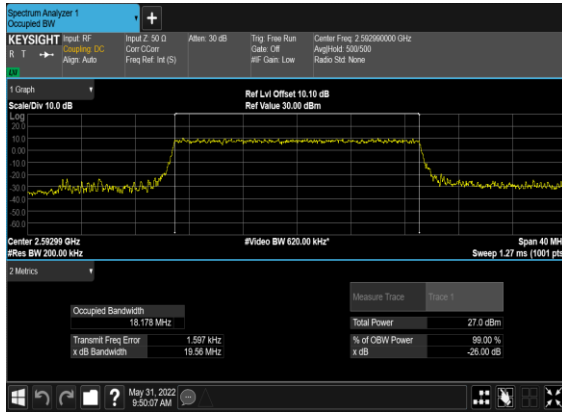 Spectrum Analyzer 1
Occupied BW
+
KEYSIGHT
R T
LXI
Input: RF
Coupling: DC
Align: Auto
Input Z: 50 Ω
Corr CCorr
Freq Ref: Int (S)
Atten: 30 dB
Trig: Free Run
Gate: Off
#IF Gain: Low
Center Freq: 2.592990000 GHz
Avg|Hold: 500/500
Radio Std: None
1 Graph
Scale/Div 10.0 dB
Ref Lvl Offset 10.10 dB
Ref Value 30.00 dBm
Log
20.0
10.0
0.00
-10.0
-20.0
-30.0
-40.0
-50.0
-60.0
Center 2.59299 GHz
#Res BW 200.00 kHz
#Video BW 620.00 kHz*
Span 40 MH
Sweep 1.27 ms (1001 pts
2 Metrics
Measure Trace Trace 1
Occupied Bandwidth
18.178 MHz
Total Power 27.0 dBm
Transmit Freq Error 1.597 kHz
% of OBW Power 99.00 %
x dB Bandwidth 19.56 MHz
x dB -26.00 dB
?
May 31, 2022
9:50:07 AM